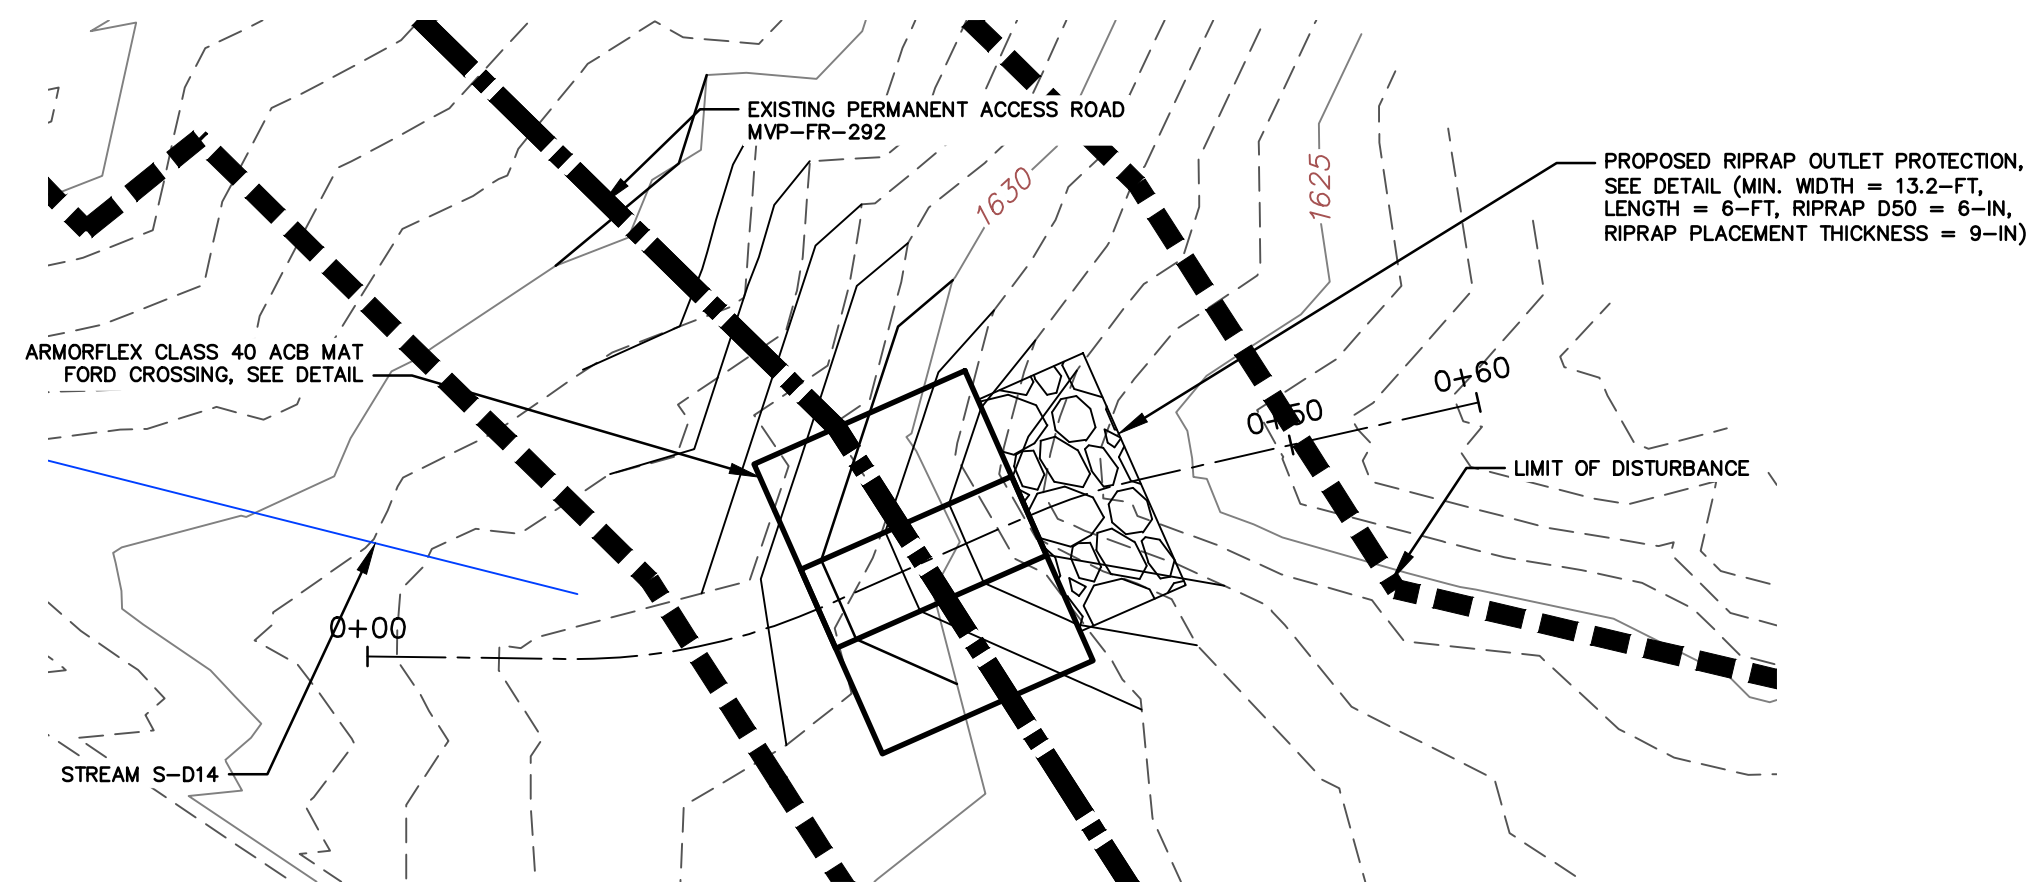 EXISTING PERMANENT ACCESS ROAD
MVP-FR-292
PROPOSED RIPRAP OUTLET PROTECTION,
SEE DETAIL (MIN. WIDTH = 13.2-FT,
LENGTH = 6-FT, RIPRAP D50 = 6-IN,
RIPRAP PLACEMENT THICKNESS = 9-IN)
1630
1625
ARMORFLEX CLASS 40 ACB MAT
FORD CROSSING, SEE DETAIL
0+60
0+50
LIMIT OF DISTURBANCE
0+00
STREAM S-D14